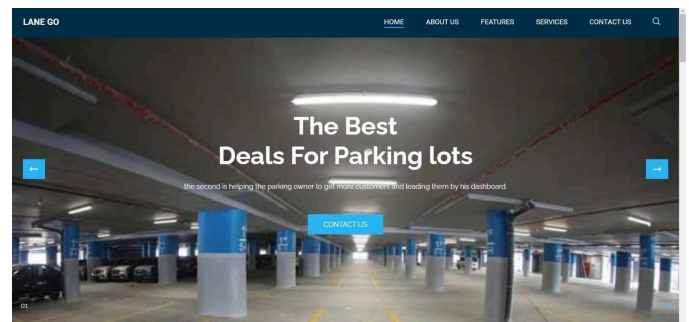 LANE GO
HOME ABOUT US FEATURES SERVICES CONTACT US
The Best
Deals For Parking lots
the second is helping the parking owner to get more customers and leading them by his dashboard.
CONTACT US
01